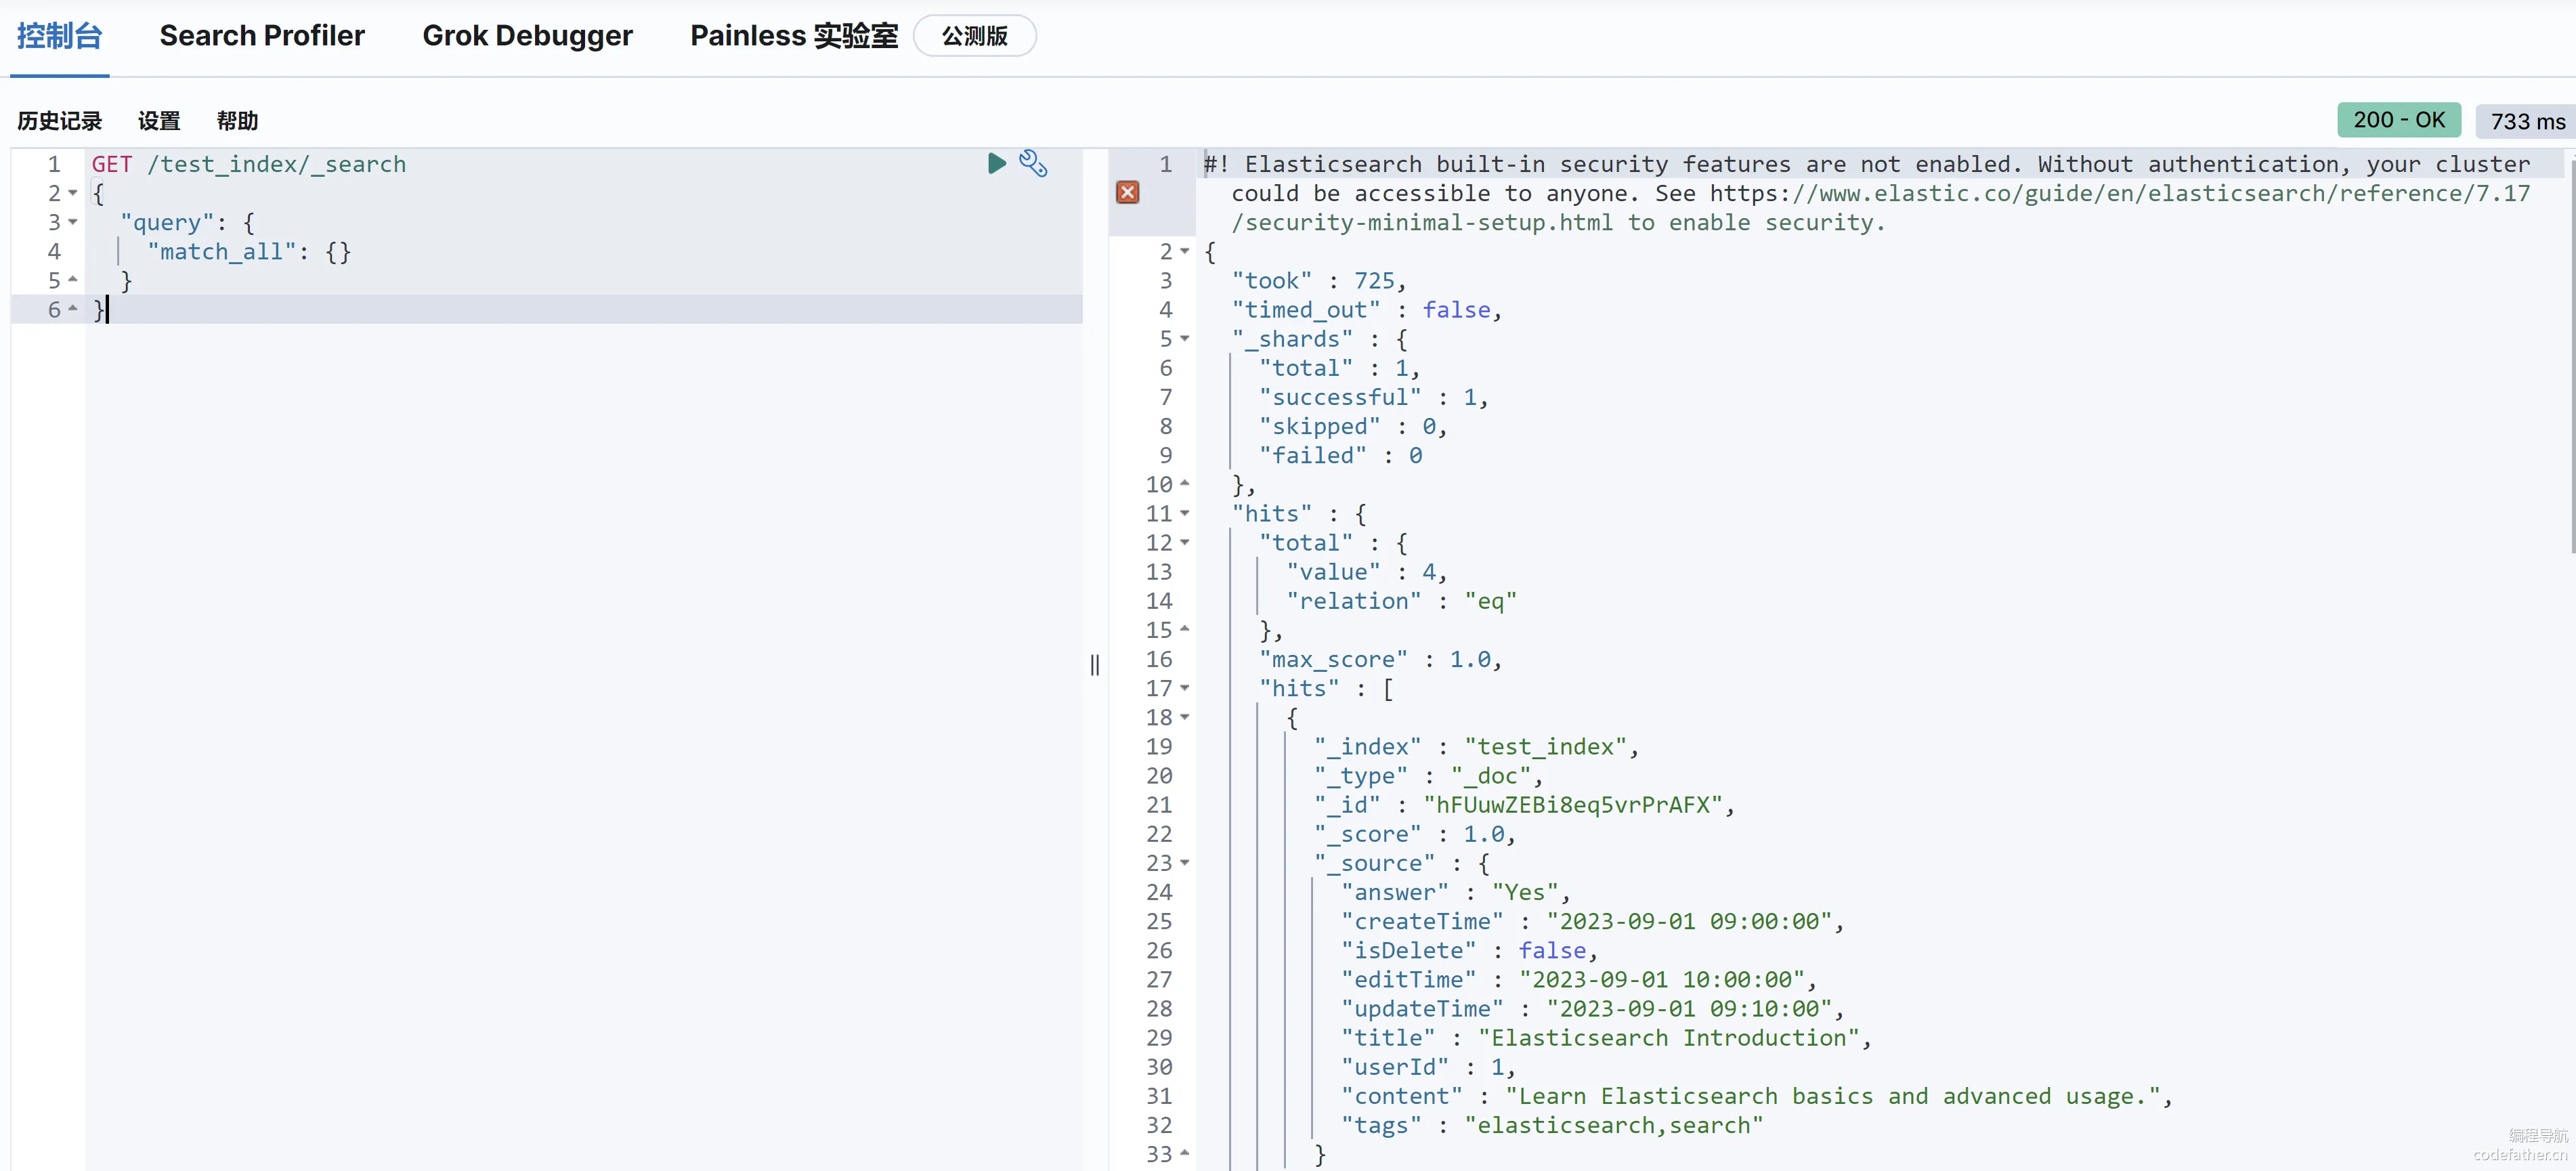 控制台 Search Profiler Grok Debugger Painless 实验室 公测版
历史记录 设置 帮助 200 - OK 733 ms
1 GET /test_index/_search
2 {
3 "query": {
4 "match_all": {}
5 }
6 }
1 #! Elasticsearch built-in security features are not enabled. Without authentication, your cluster
could be accessible to anyone. See https://www.elastic.co/guide/en/elasticsearch/reference/7.17
/security-minimal-setup.html to enable security.
2 {
3 "took" : 725,
4 "timed_out" : false,
5 "_shards" : {
6 "total" : 1,
7 "successful" : 1,
8 "skipped" : 0,
9 "failed" : 0
10 },
11 "hits" : {
12 "total" : {
13 "value" : 4,
14 "relation" : "eq"
15 },
16 "max_score" : 1.0,
17 "hits" : [
18 {
19 "_index" : "test_index",
20 "_type" : "_doc",
21 "_id" : "hFUuwZEBi8eq5vrPrAFX",
22 "_score" : 1.0,
23 "_source" : {
24 "answer" : "Yes",
25 "createTime" : "2023-09-01 09:00:00",
26 "isDelete" : false,
27 "editTime" : "2023-09-01 10:00:00",
28 "updateTime" : "2023-09-01 09:10:00",
29 "title" : "Elasticsearch Introduction",
30 "userId" : 1,
31 "content" : "Learn Elasticsearch basics and advanced usage.",
32 "tags" : "elasticsearch,search"
33 }
编程导航
codefather.cn